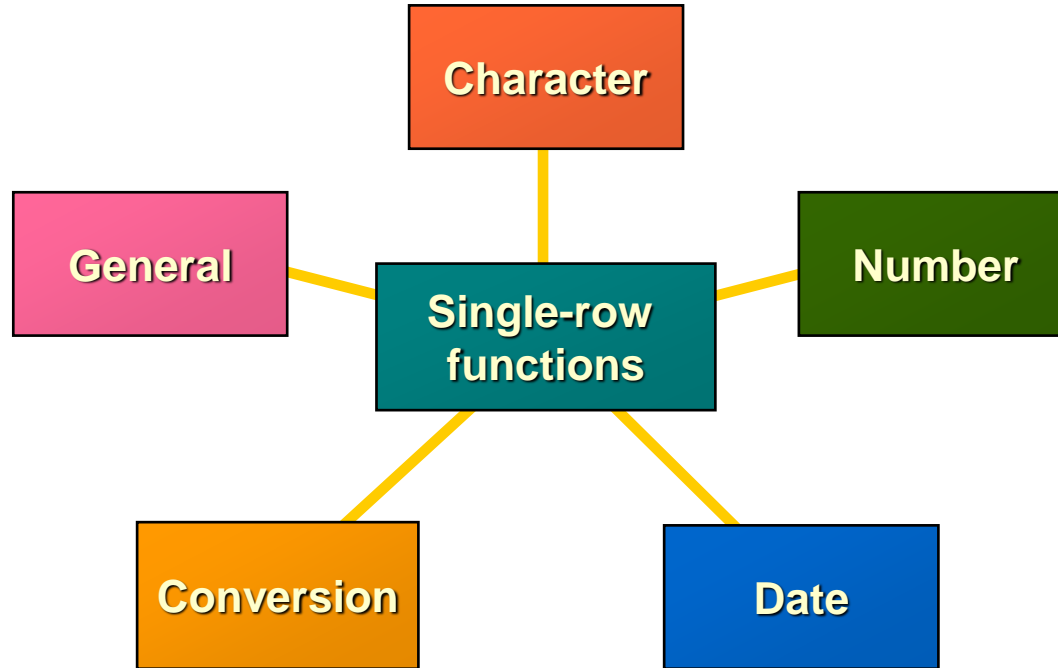 Character
General
Number
Single-row
functions
Conversion
Date